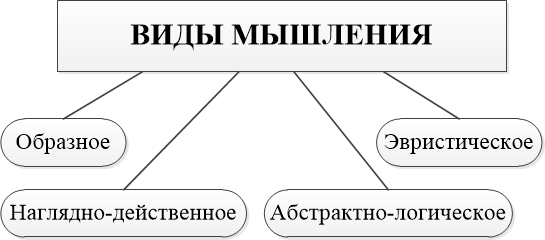 ВИДЫ МЫШЛЕНИЯ
Образное
Эвристическое
Наглядно-действенное
Абстрактно-логическое